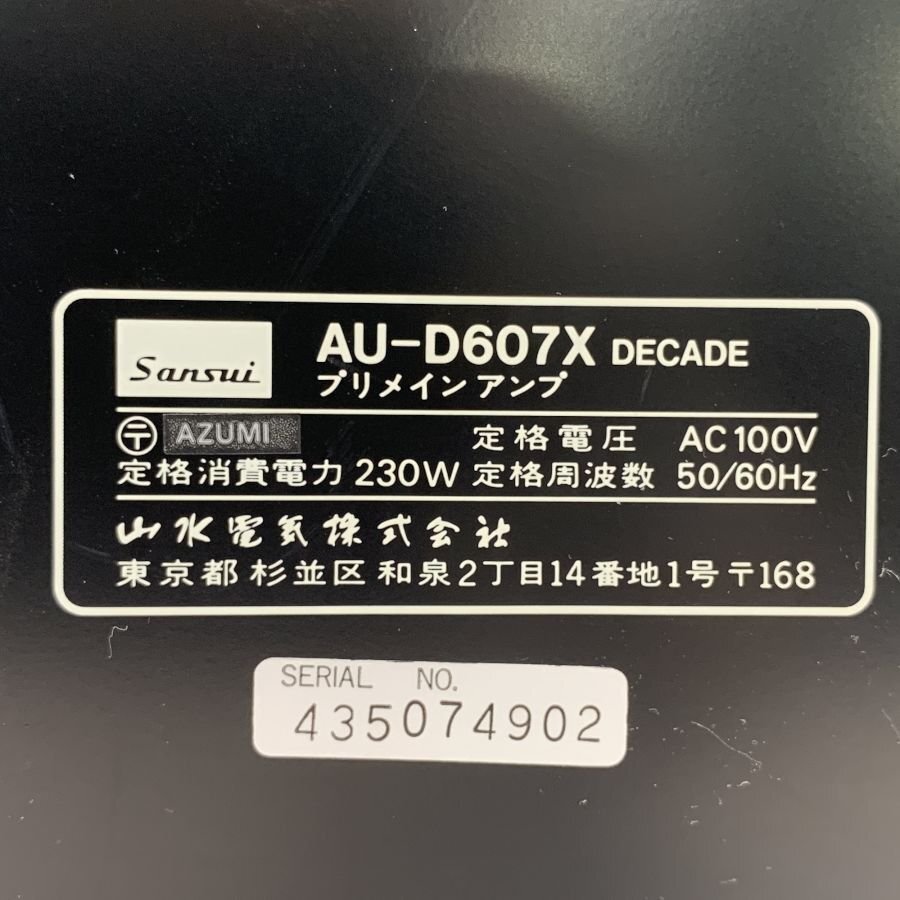 Sansui
AU-D607X DECADE
プリメイン アンプ
〒 AZUMI 定格電圧 AC 100V
定格消費電力 230W 定格周波数 50/60Hz
山水電気株式会社
東京都 杉並区 和泉2丁目14番地1号 〒168
SERIAL NO.
435074902